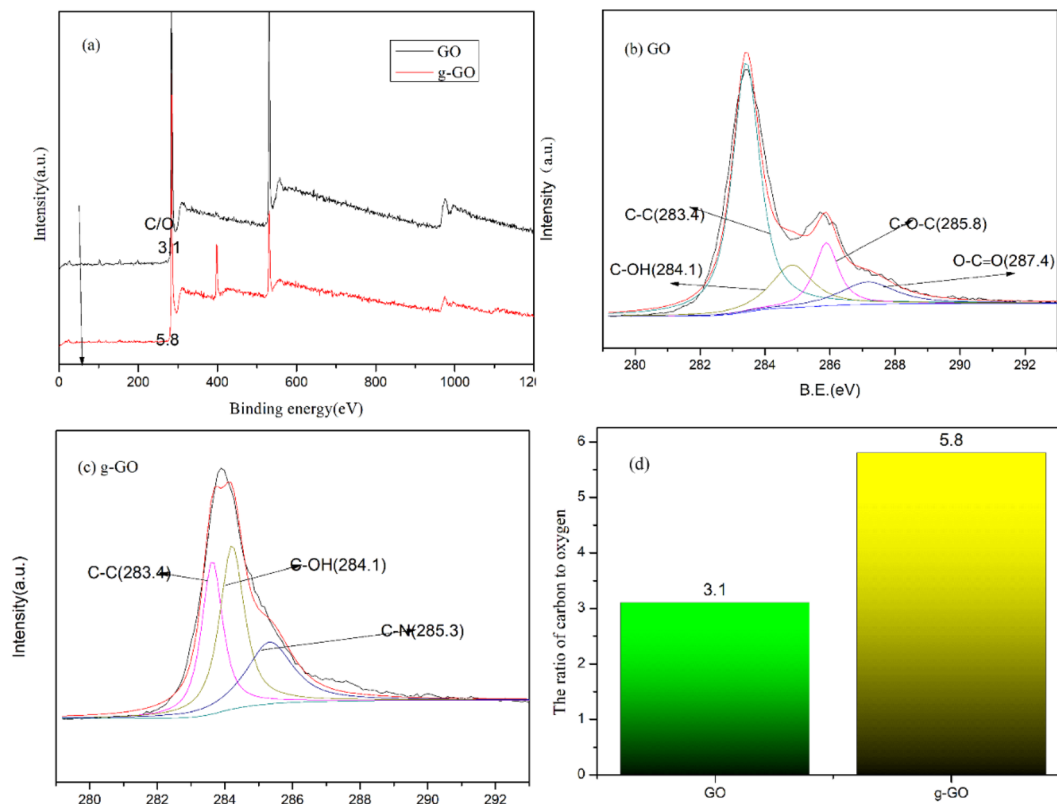 (a)
GO
g-GO
C/O
3.1
5.8
Intensity(a.u.)
0 200 400 600 800 1000 120
Binding energy(eV)
(b) GO
C-C(283.4)
C-O-C(285.8)
C-OH(284.1)
O-C=O(287.4)
Intensity (a.u.)
280 282 284 286 288 290 292
B.E.(eV)
(c) g-GO
C-C(283.4)
C-OH(284.1)
C-N(285.3)
Intensity(a.u.)
280 282 284 286 288 290 292
(d)
3.1
5.8
The ratio of carbon to oxygen
6
5
4
3
2
1
0
GO g-GO